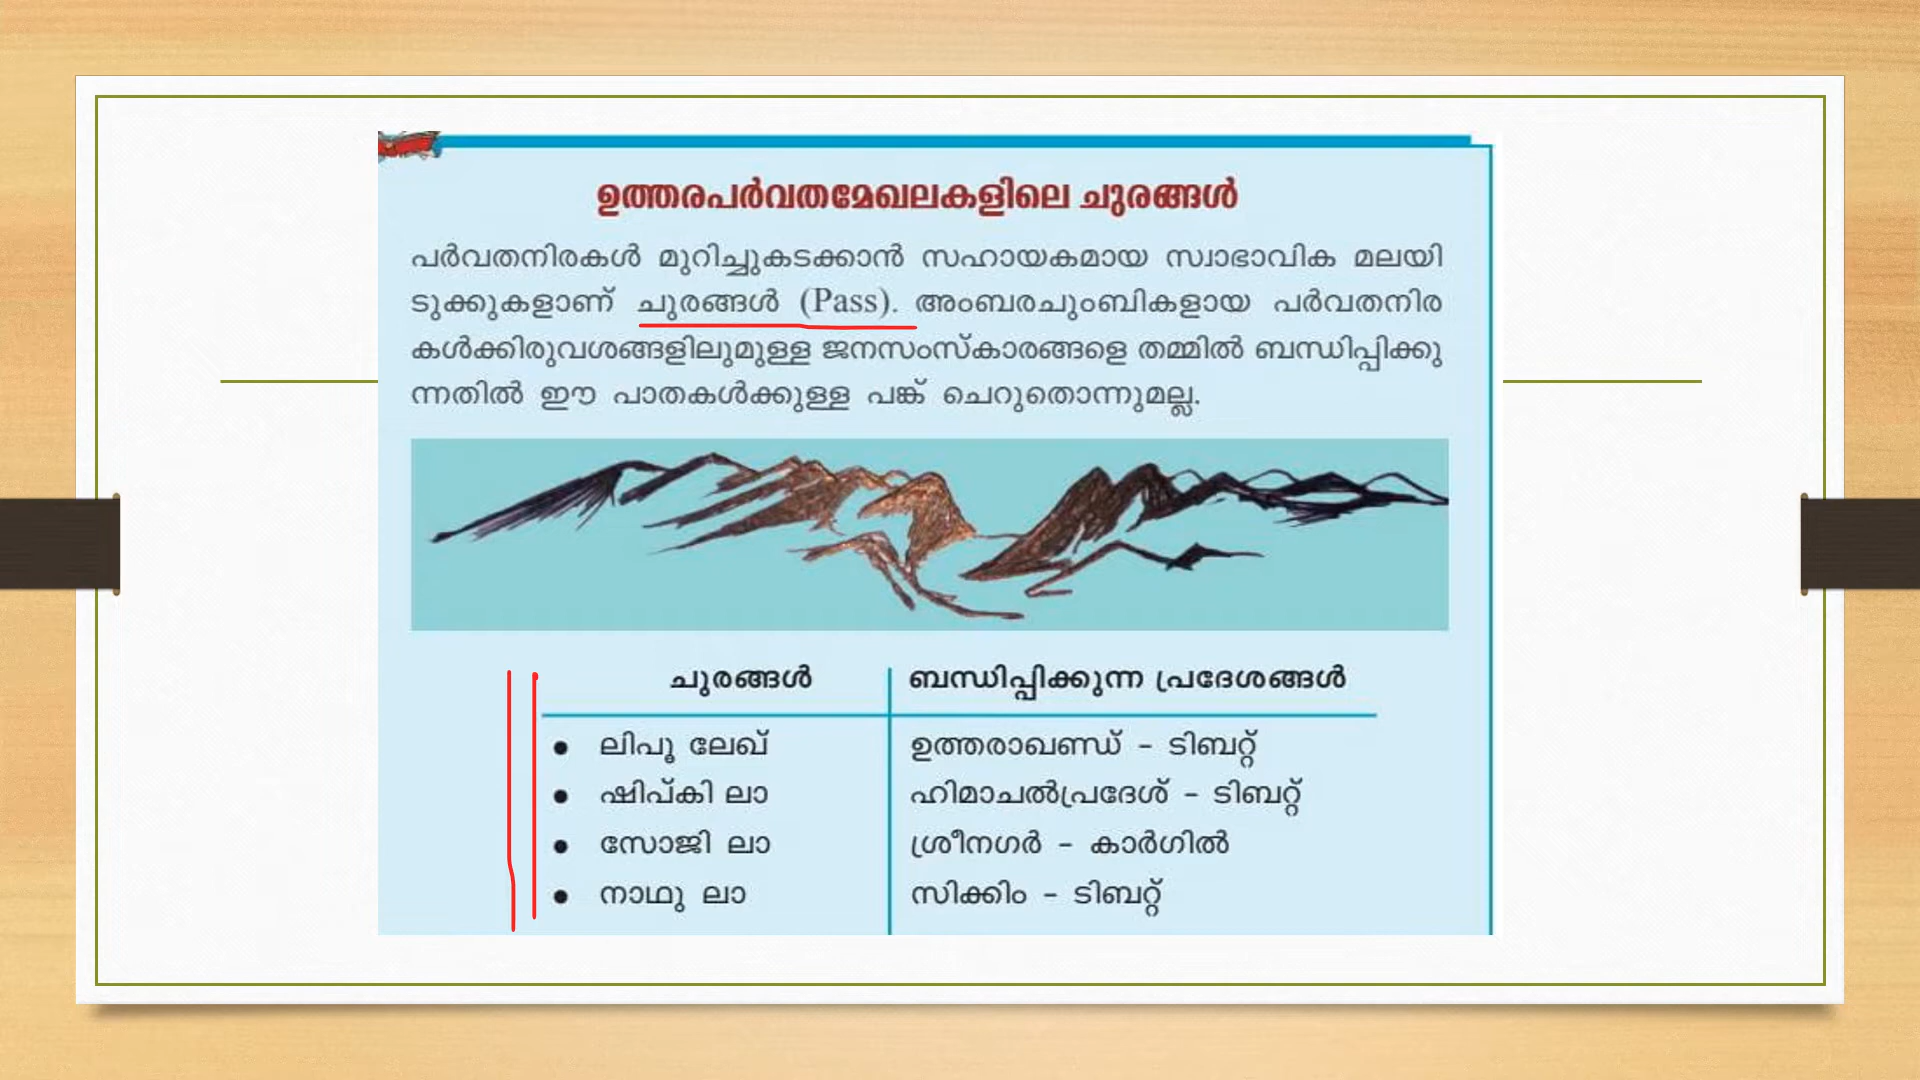 ഉത്തരപർവതമേഖലകളിലെ ചുരങ്ങൾ
പർവതനിരകൾ മുറിച്ചുകടക്കാൻ സഹായകമായ സ്വാഭാവിക മലയി
ടുക്കുകളാണ് ചുരങ്ങൾ (Pass). അംബരചുംബികളായ പർവതനിര
കൾക്കിരുവശങ്ങളിലുമുള്ള ജനസംസ്കാരങ്ങളെ തമ്മിൽ ബന്ധിപ്പിക്കു
ന്നതിൽ ഈ പാതകൾക്കുള്ള പങ്ക് ചെറുതൊന്നുമല്ല.
ചുരങ്ങൾ ബന്ധിപ്പിക്കുന്ന പ്രദേശങ്ങൾ
• ലിപൂ ലേഖ് ഉത്തരാഖണ്ഡ് – ടിബറ്റ്
• ഷിപ്കി ലാ ഹിമാചൽപ്രദേശ് – ടിബറ്റ്
• സോജി ലാ ശ്രീനഗർ – കാർഗിൽ
• നാഥു ലാ സിക്കിം – ടിബറ്റ്